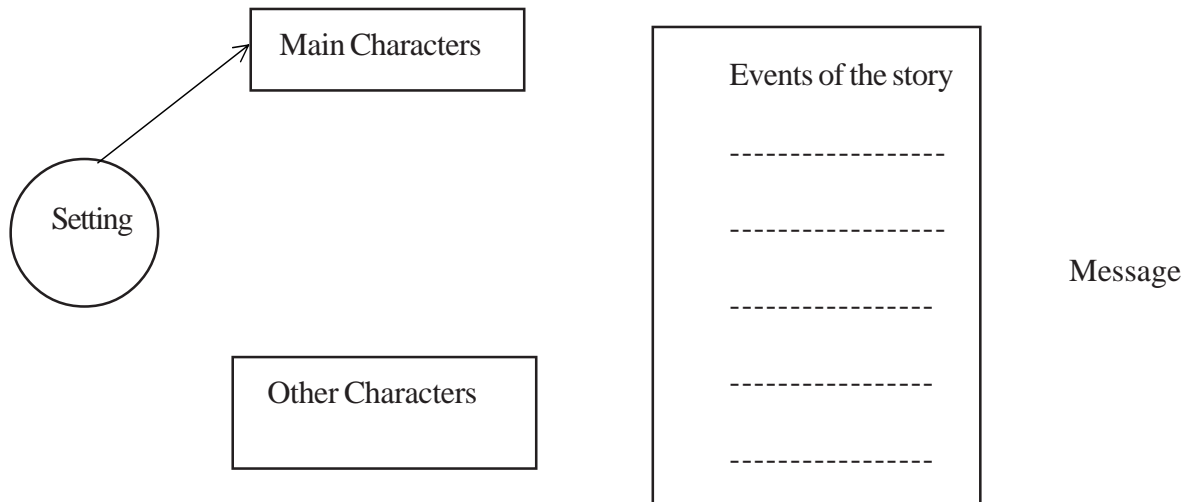 Main Characters
Setting
Other Characters
Events of the story
------------------
------------------
-----------------
-----------------
-----------------
Message